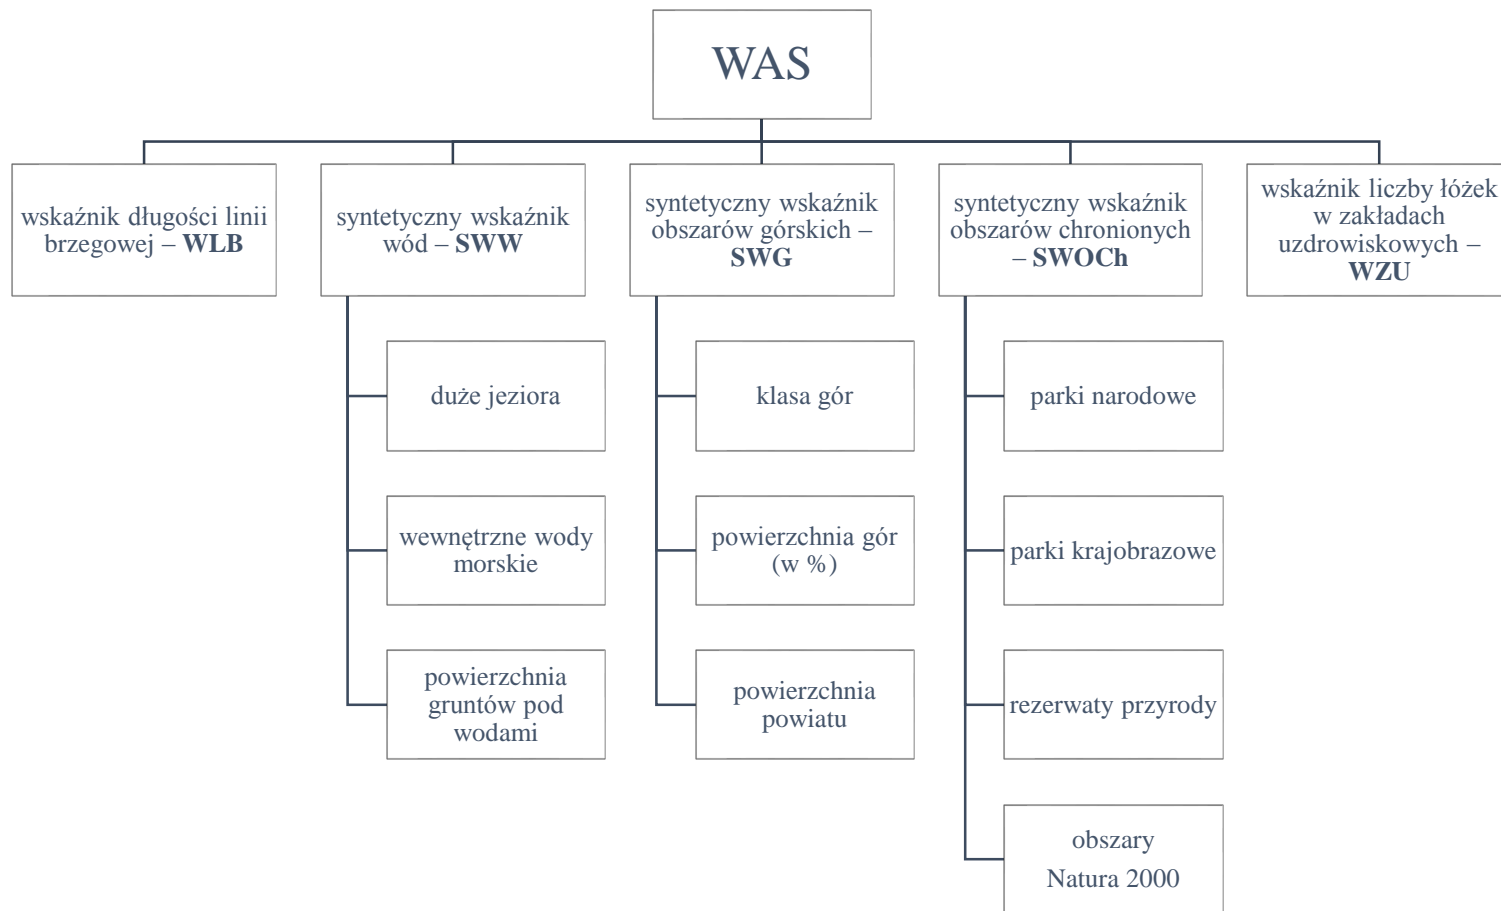 WAS
wskaźnik długości linii
brzegowej – WLB
syntetyczny wskaźnik
wód – SWW
syntetyczny wskaźnik
obszarów górskich –
SWG
syntetyczny wskaźnik
obszarów chronionych
– SWOCh
wskaźnik liczby łóżek
w zakładach
uzdrowiskowych –
WZU
duże jeziora
wewnętrzne wody
morskie
powierzchnia
gruntów pod
wodami
klasa gór
powierzchnia gór
(w %)
powierzchnia
powiatu
parki narodowe
parki krajobrazowe
rezerwaty przyrody
obszary
Natura 2000